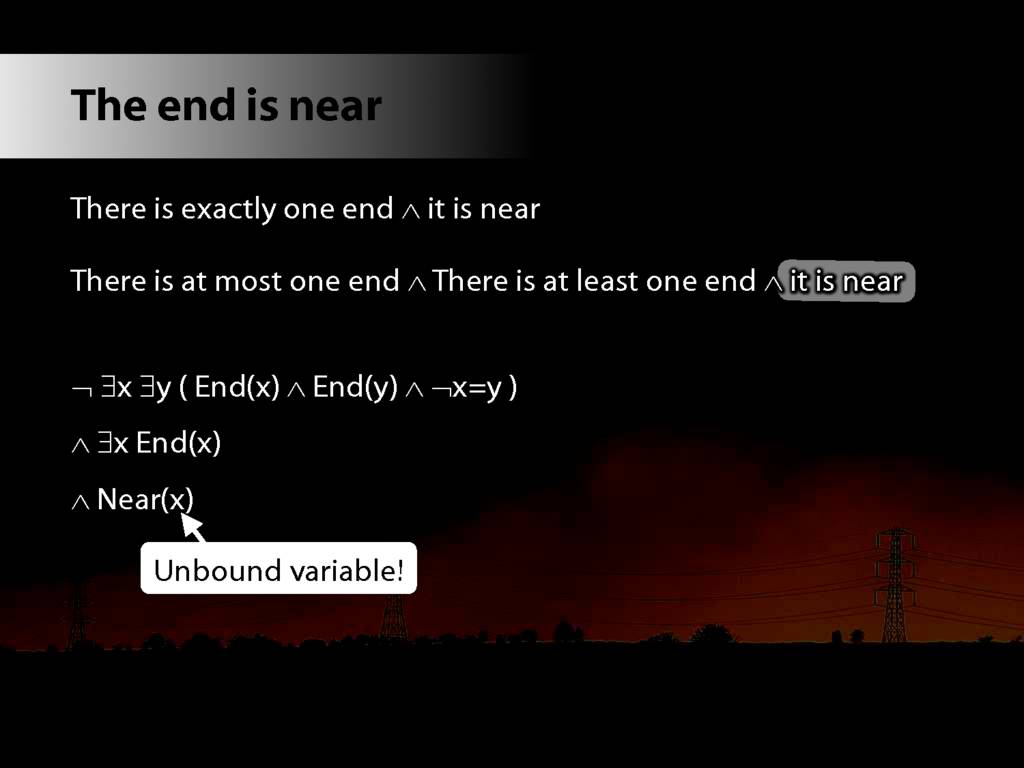 The end is near
There is exactly one end ∧ it is near
There is at most one end ∧ There is at least one end ∧ it is near
¬ ∃x ∃y ( End(x) ∧ End(y) ∧ ¬x=y )
∧ ∃x End(x)
∧ Near(x)
Unbound variable!